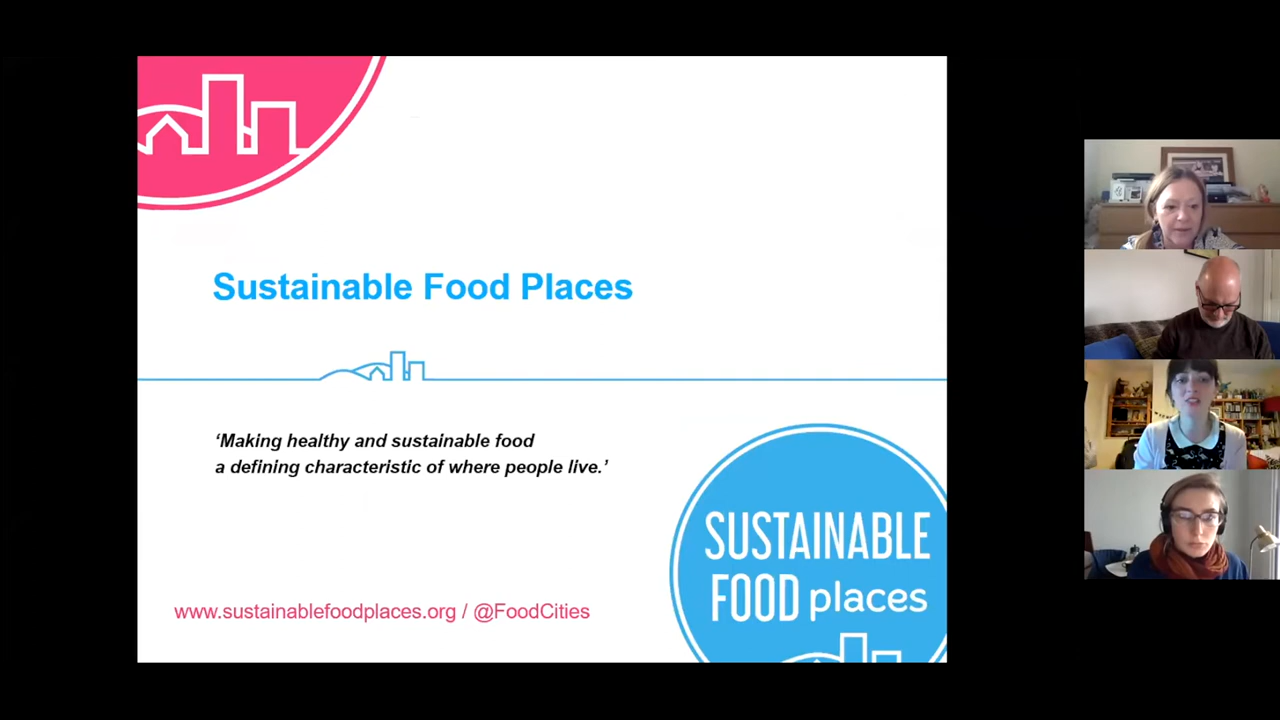 Sustainable Food Places
‘Making healthy and sustainable food
a defining characteristic of where people live.’
www.sustainablefoodplaces.org / @FoodCities
SUSTAINABLE
FOOD places